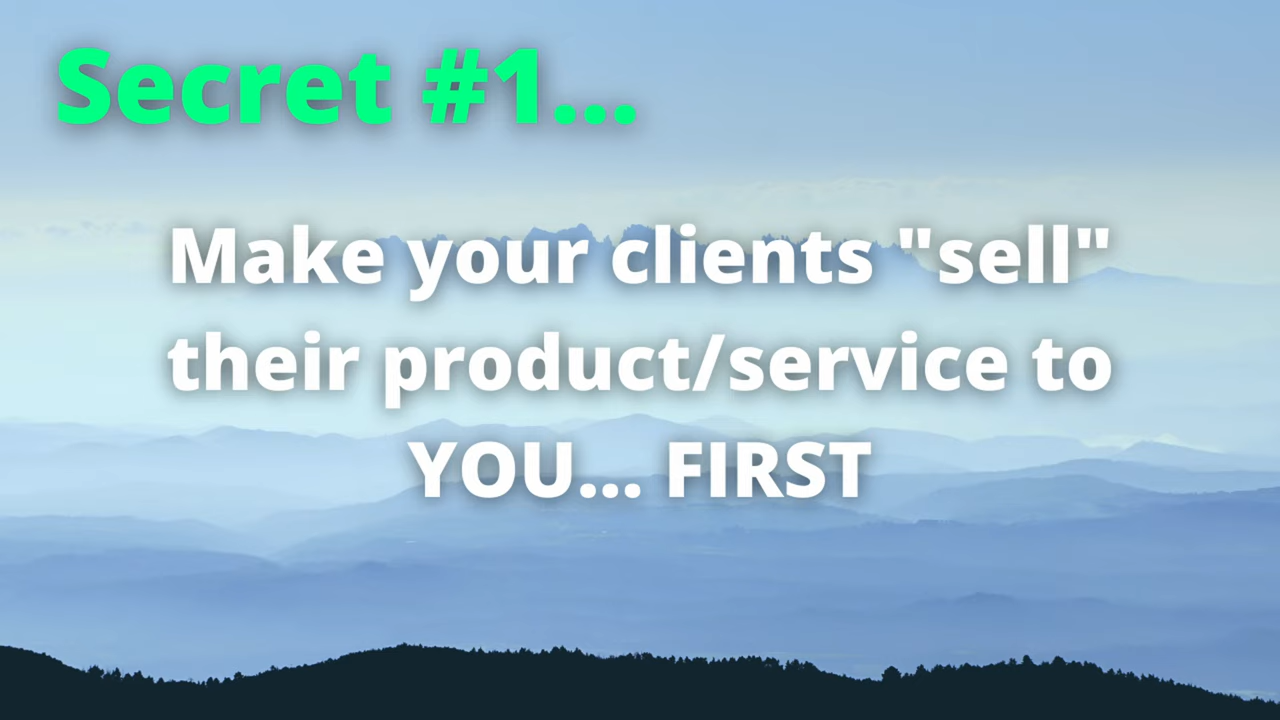 Secret #1...
Make your clients "sell"
their product/service to
YOU... FIRST